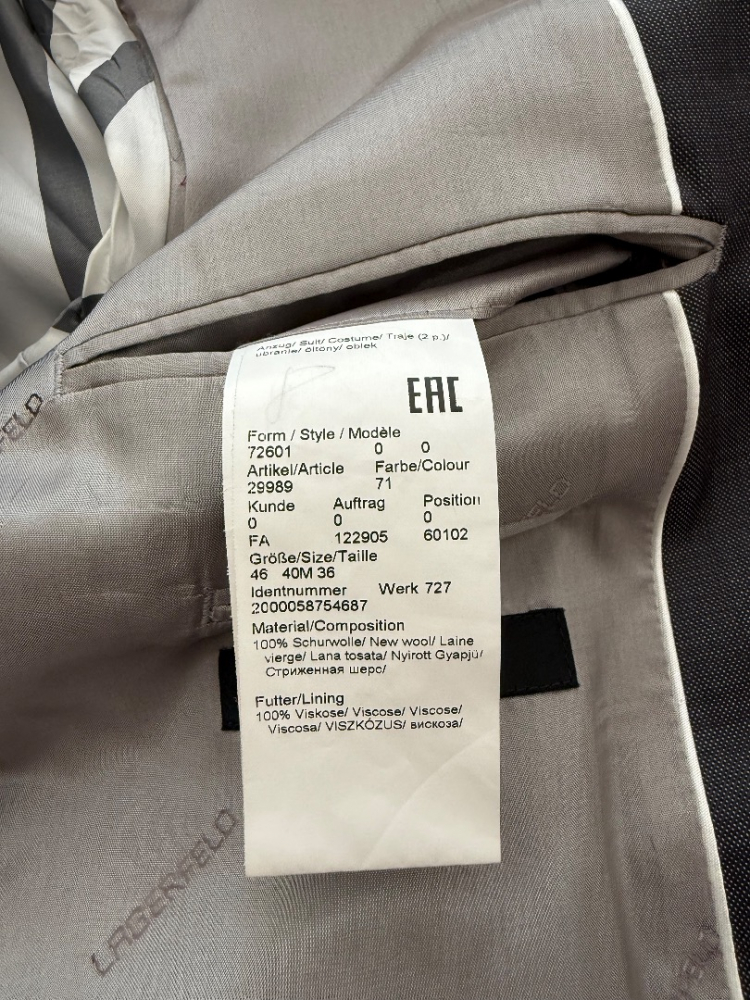 Anzug/ Suit/ Costume/ Traje (2 p.)/
ubranie/ öltöny/ oblek
EAC
Form / Style / Modèle
72601 0 0
Artikel/Article Farbe/Colour
29989 71
Kunde Auftrag Position
0 0 0
FA 122905 60102
Größe/Size/Taille
46 40M 36
Identnummer Werk 727
2000058754687
Material/Composition
100% Schurwolle/ New wool/ Laine
vierge/ Lana tosata/ Nyirott Gyapjú/
Стриженная шерс/
Futter/Lining
100% Viskose/ Viscose/ Viscose/
Viscosa/ VISZKÓZUS/ вискоза/
LAGERFELD